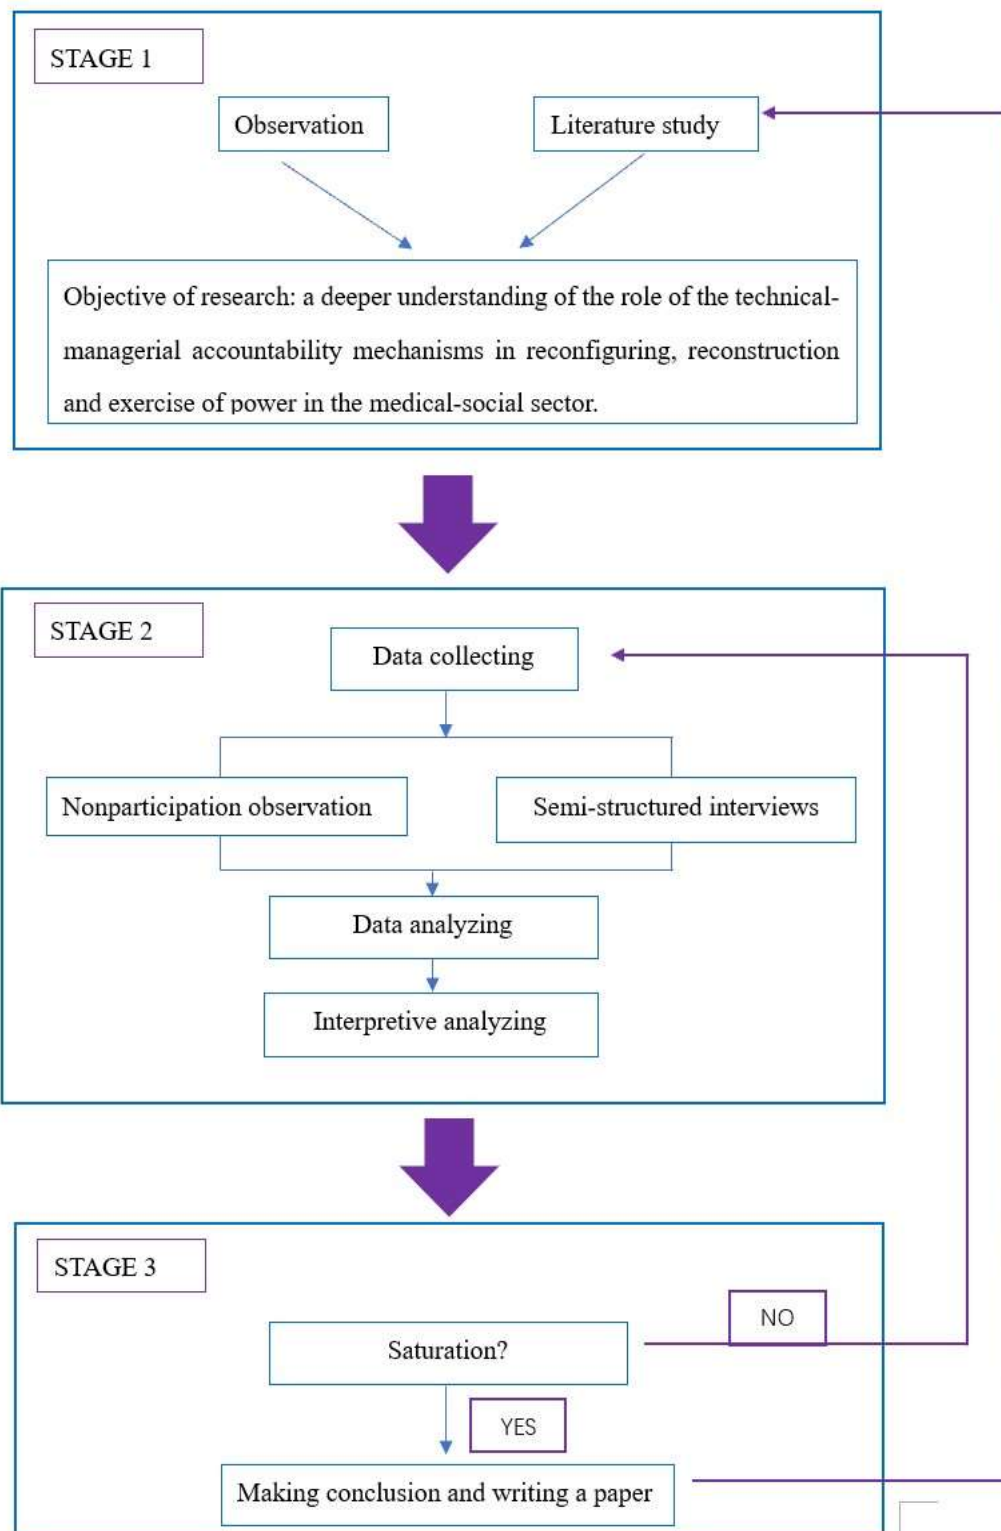 STAGE 1
Observation
Literature study
Objective of research: a deeper understanding of the role of the technical-
managerial accountability mechanisms in reconfiguring, reconstruction
and exercise of power in the medical-social sector.
STAGE 2
Data collecting
Nonparticipation observation
Semi-structured interviews
Data analyzing
Interpretive analyzing
STAGE 3
NO
Saturation?
YES
Making conclusion and writing a paper